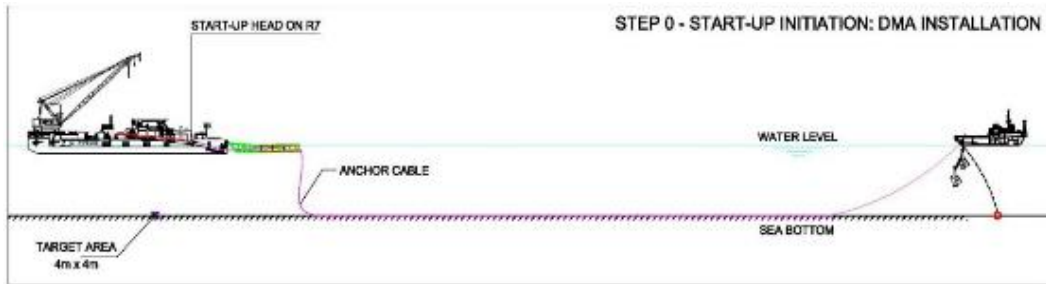 STEP 0 - START-UP INITIATION: DMA INSTALLATION
START-UP HEAD ON R7
WATER LEVEL
ANCHOR CABLE
SEA BOTTOM
TARGET AREA
4m x 4m